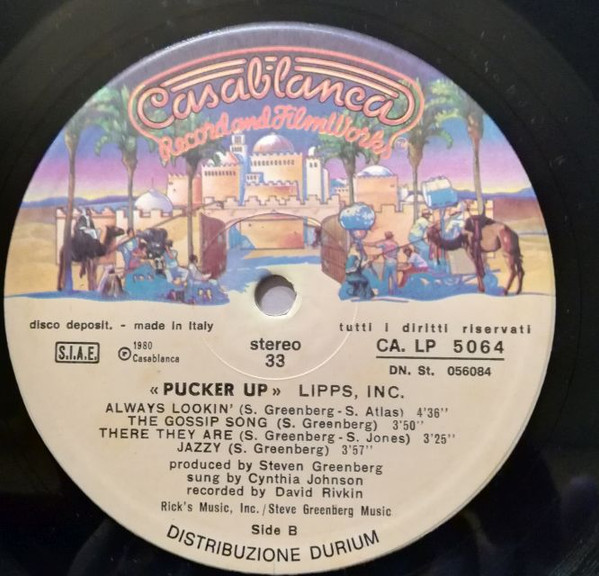 Casablanca
Record and FilmWorks
disco deposit. - made in Italy
tutti i diritti riservati
S.I.A.E.
℗ 1980
Casablanca
stereo
33
CA. LP 5064
DN. St. 056084
« PUCKER UP » LIPPS, INC.
ALWAYS LOOKIN' (S. Greenberg - S. Atlas) 4'36''
THE GOSSIP SONG (S. Greenberg) 3'50''
THERE THEY ARE (S. Greenberg - S. Jones) 3'25''
JAZZY (S. Greenberg) 3'57''
produced by Steven Greenberg
sung by Cynthia Johnson
recorded by David Rivkin
Rick's Music, Inc. / Steve Greenberg Music
Side B
DISTRIBUZIONE DURIUM